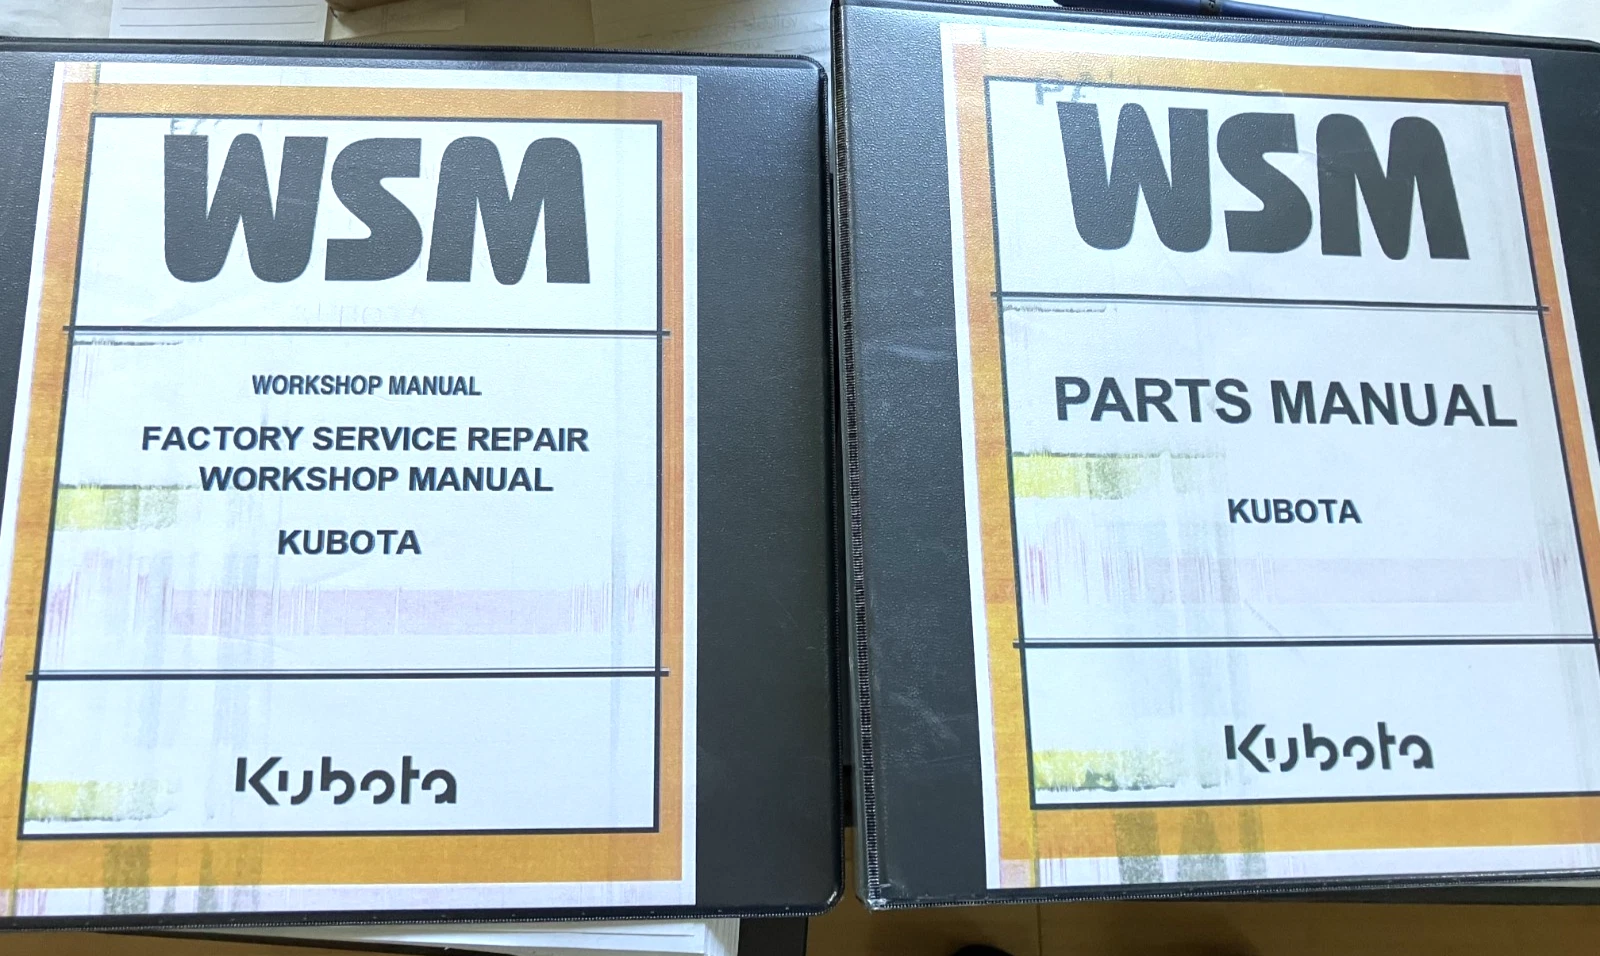 WSM
WORKSHOP MANUAL
FACTORY SERVICE REPAIR
WORKSHOP MANUAL
KUBOTA
Kubota
WSM
PARTS MANUAL
KUBOTA
Kubota